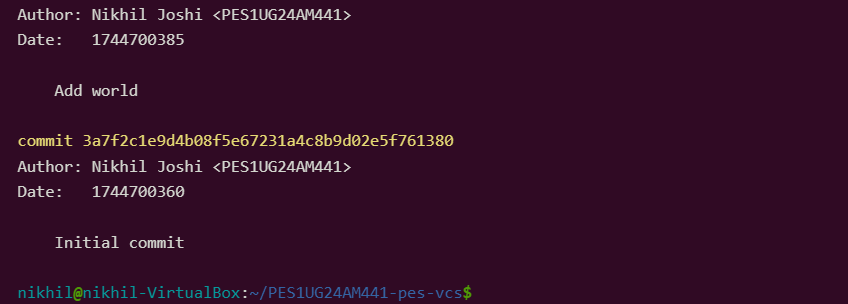 Author: Nikhil Joshi <PES1UG24AM441>
Date:   1744700385
    Add world
commit 3a7f2c1e9d4b08f5e67231a4c8b9d02e5f761380
Author: Nikhil Joshi <PES1UG24AM441>
Date:   1744700360
    Initial commit
nikhil@nikhil-VirtualBox:~/PES1UG24AM441-pes-vcs$